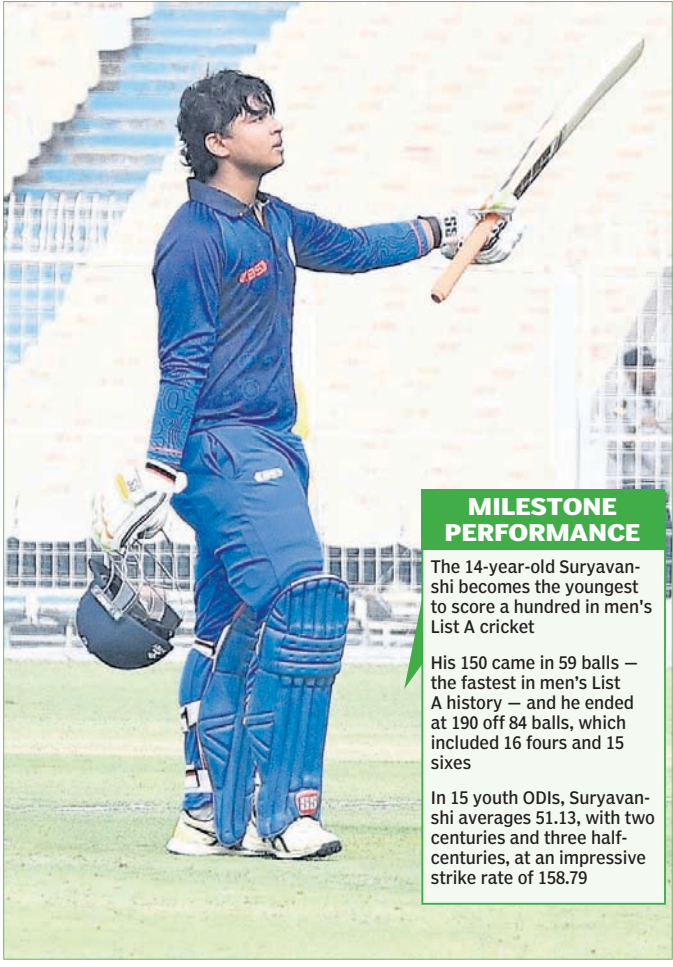 MILESTONE
PERFORMANCE
The 14-year-old Suryavan-
shi becomes the youngest
to score a hundred in men's
List A cricket
His 150 came in 59 balls —
the fastest in men’s List
A history — and he ended
at 190 off 84 balls, which
included 16 fours and 15
sixes
In 15 youth ODIs, Suryavan-
shi averages 51.13, with two
centuries and three half-
centuries, at an impressive
strike rate of 158.79
SS